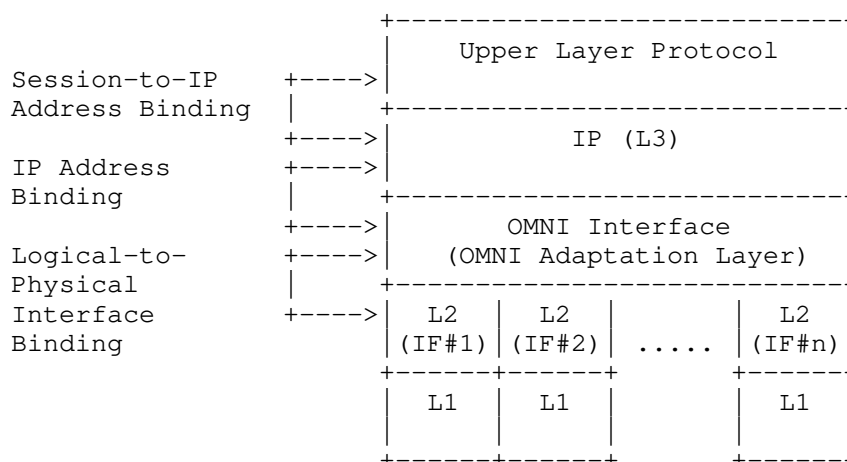 Upper Layer Protocol
Session-to-IP
Address Binding
IP (L3)
IP Address
Binding
OMNI Interface
Logical-to- (OMNI Adaptation Layer)
Physical
Interface L2 L2 L2
Binding (IF#1) (IF#2) ..... (IF#n)
L1 L1 L1